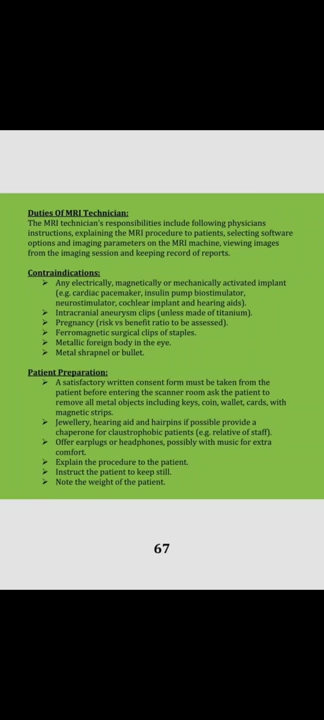 Duties Of MRI Technician:
The MRI technician's responsibilities include following physicians
instructions, explaining the MRI procedure to patients, selecting software
options and imaging parameters on the MRI machine, viewing images
from the imaging session and keeping record of reports.
Contraindications:
➤ Any electrically, magnetically or mechanically activated implant
(e.g. cardiac pacemaker, insulin pump biostimulator,
neurostimulator, cochlear implant and hearing aids).
➤ Intracranial aneurysm clips (unless made of titanium).
➤ Pregnancy (risk vs benefit ratio to be assessed).
➤ Ferromagnetic surgical clips of staples.
➤ Metallic foreign body in the eye.
➤ Metal shrapnel or bullet.
Patient Preparation:
➤ A satisfactory written consent form must be taken from the
patient before entering the scanner room ask the patient to
remove all metal objects including keys, coin, wallet, cards, with
magnetic strips.
➤ Jewellery, hearing aid and hairpins if possible provide a
chaperone for claustrophobic patients (e.g. relative of staff).
➤ Offer earplugs or headphones, possibly with music for extra
comfort.
➤ Explain the procedure to the patient.
➤ Instruct the patient to keep still.
➤ Note the weight of the patient.
67